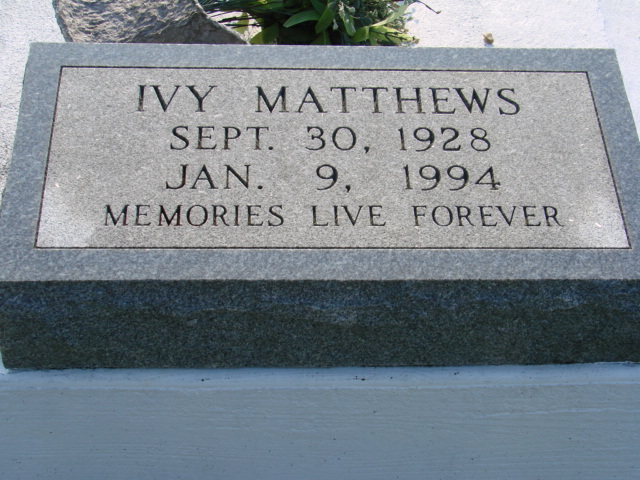 IVY MATTHEWS
SEPT. 30, 1928
JAN. 9, 1994
MEMORIES LIVE FOREVER